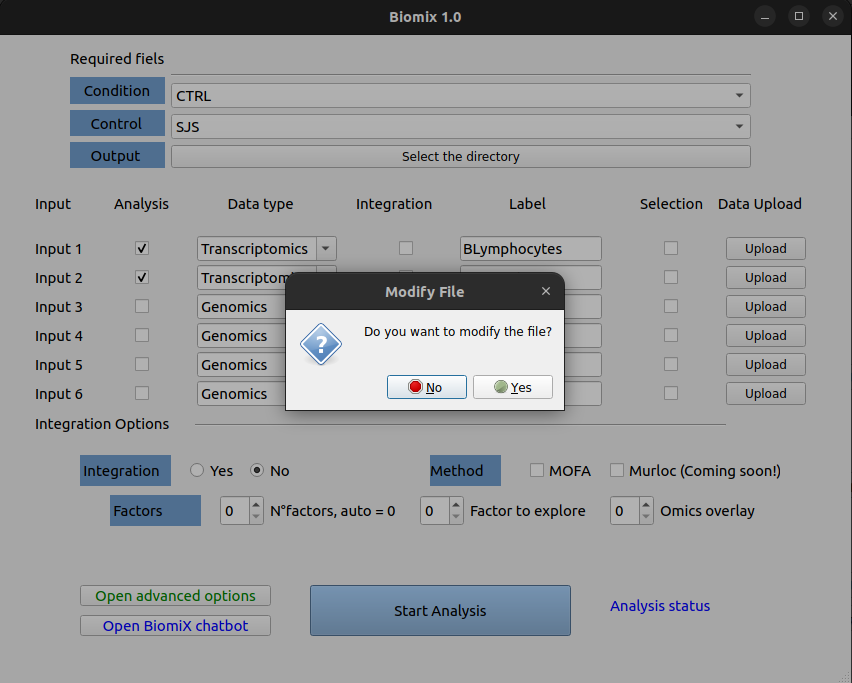 Biomix 1.0
Required fiels
Condition CTRL
Control SJS
Output Select the directory
Input Analysis Data type Integration Label Selection Data Upload
Input 1 Transcriptomics BLymphocytes Upload
Input 2 Upload
Input 3 Genomics Upload
Input 4 Genomics Upload
Input 5 Genomics Upload
Input 6 Genomics Upload
Modify File
Do you want to modify the file?
No Yes
Integration Options
Integration Yes No Method MOFA Murloc (Coming soon!)
Factors 0 N°factors, auto = 0 0 Factor to explore 0 Omics overlay
Open advanced options
Start Analysis
Analysis status
Open BiomiX chatbot